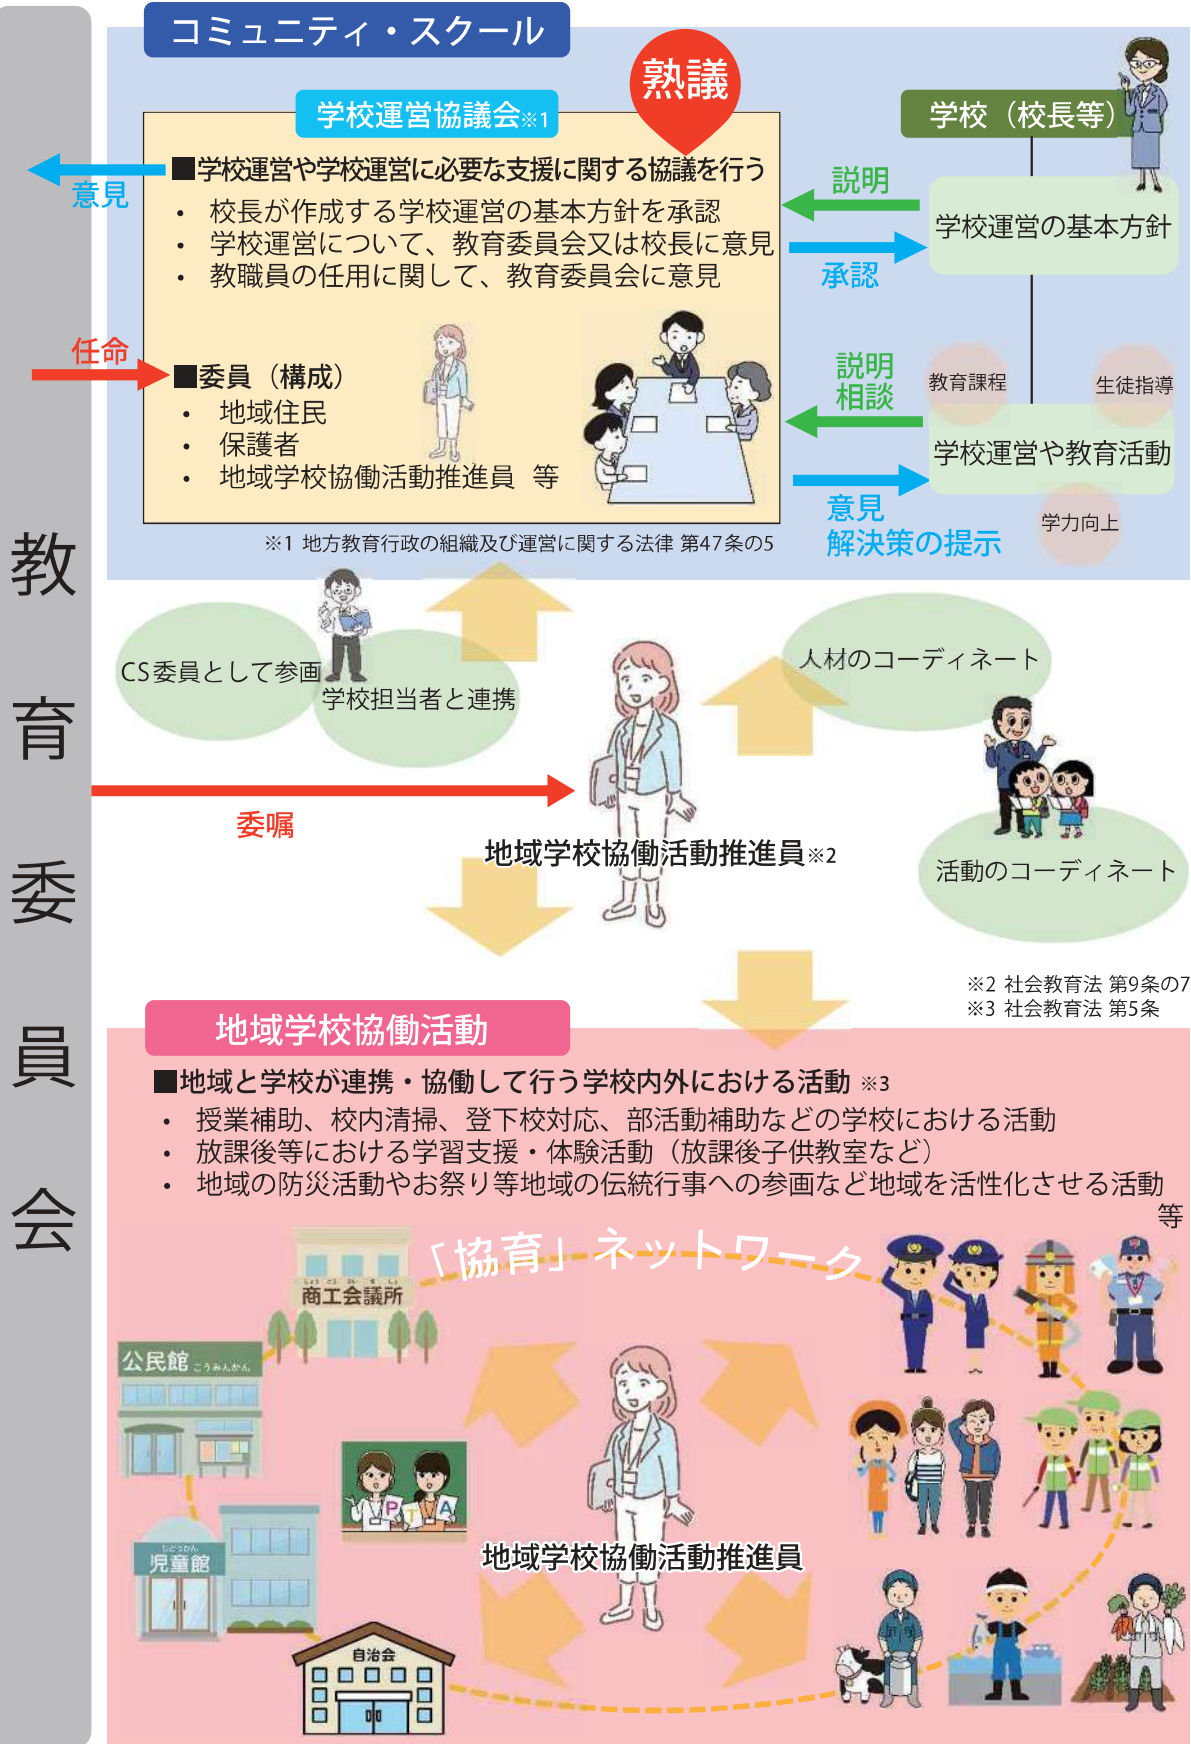 コミュニティ・スクール
熟議
学校運営協議会※1
学校（校長等）
■学校運営や学校運営に必要な支援に関する協議を行う
・ 校長が作成する学校運営の基本方針を承認
・ 学校運営について、教育委員会又は校長に意見
・ 教職員の任用に関して、教育委員会に意見
意見
説明
承認
学校運営の基本方針
任命
■委員（構成）
・ 地域住民
・ 保護者
・ 地域学校協働活動推進員 等
説明
相談
教育課程
生徒指導
学校運営や教育活動
学力向上
意見
解決策の提示
※1 地方教育行政の組織及び運営に関する法律 第47条の5
教育委員会
CS委員として参画
学校担当者と連携
人材のコーディネート
委嘱
地域学校協働活動推進員※2
活動のコーディネート
※2 社会教育法 第9条の7
※3 社会教育法 第5条
地域学校協働活動
■地域と学校が連携・協働して行う学校内外における活動 ※3
・ 授業補助、校内清掃、登下校対応、部活動補助などの学校における活動
・ 放課後等における学習支援・体験活動（放課後子供教室など）
・ 地域の防災活動やお祭り等地域の伝統行事への参画など地域を活性化させる活動
等
「協育」ネットワーク
しょうこうかいぎしょ
商工会議所
公民館 こうみんかん
PTA
じどうかん
児童館
地域学校協働活動推進員
自治会